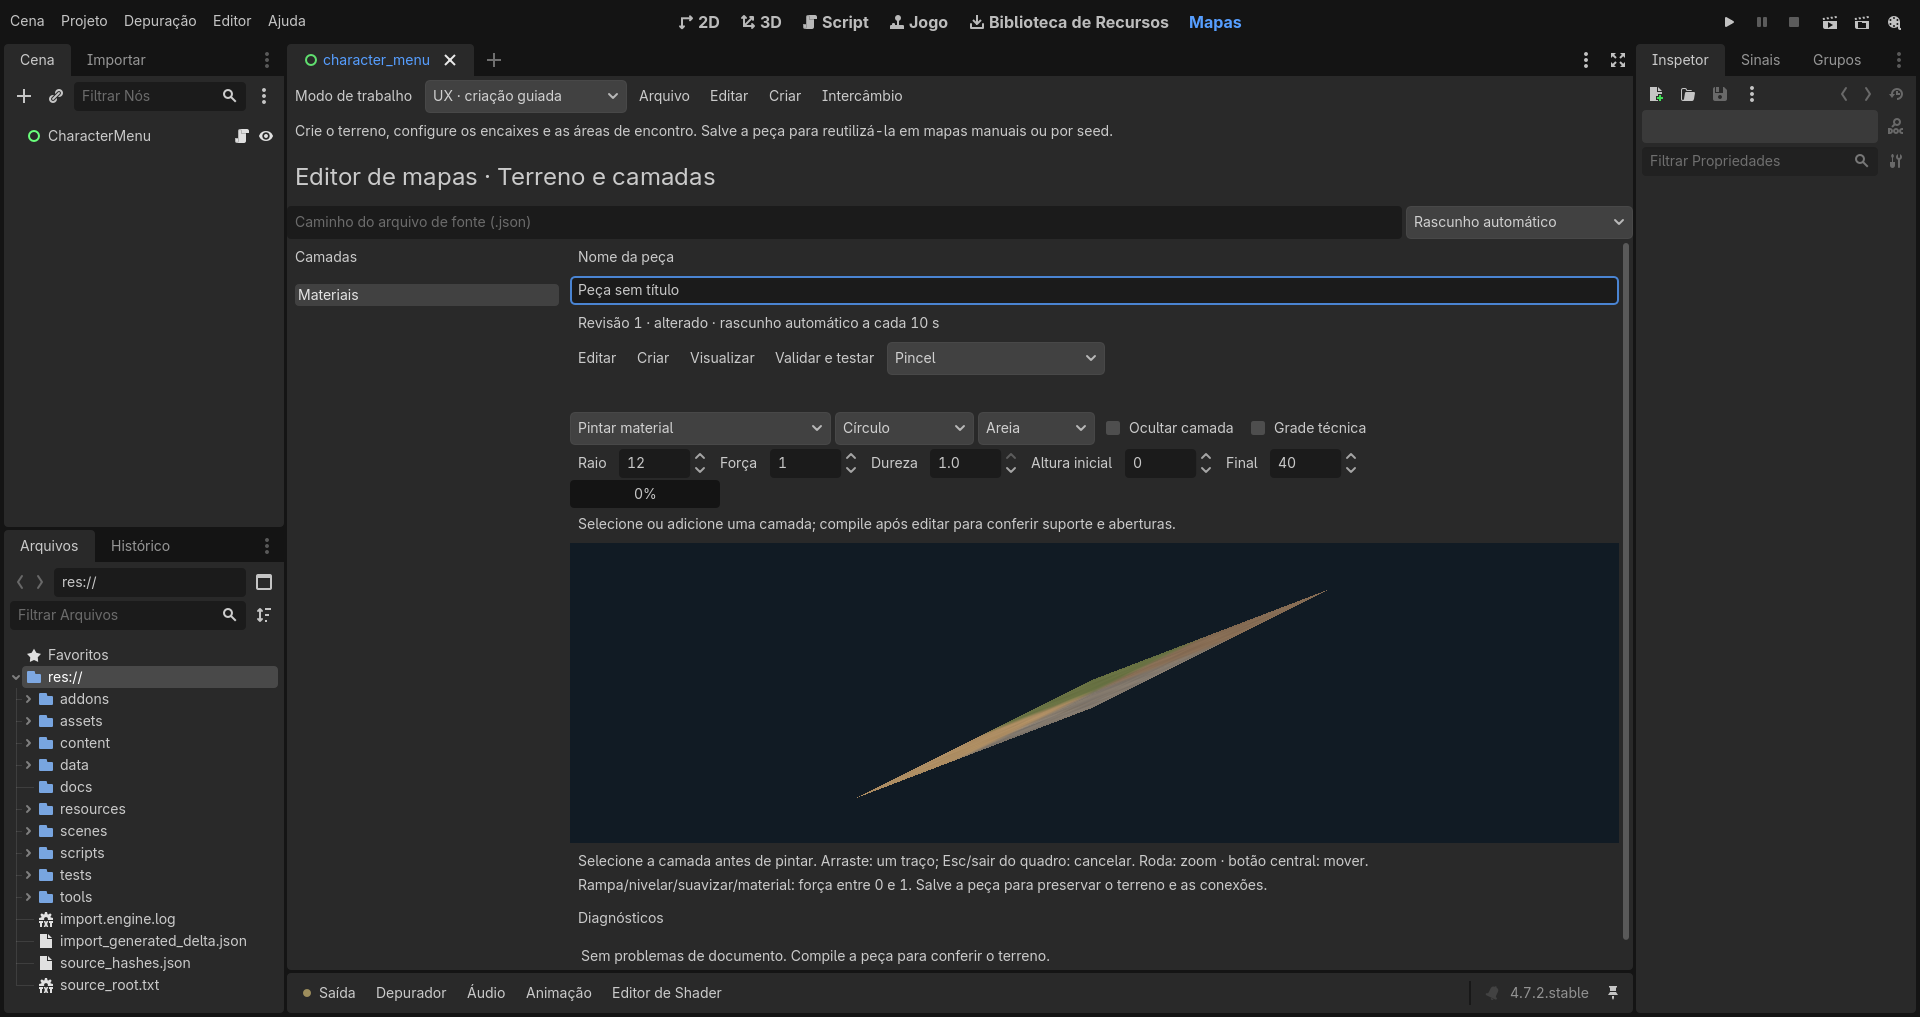 Cena Projeto Depuração Editor Ajuda 2D 3D Script Jogo Biblioteca de Recursos Mapas
Cena Importar
Filtrar Nós
CharacterMenu
character_menu
Modo de trabalho UX · criação guiada Arquivo Editar Criar Intercâmbio
Crie o terreno, configure os encaixes e as áreas de encontro. Salve a peça para reutilizá-la em mapas manuais ou por seed.
Editor de mapas · Terreno e camadas
Caminho do arquivo de fonte (.json) Rascunho automático
Camadas
Materiais
Nome da peça
Peça sem título
Revisão 1 · alterado · rascunho automático a cada 10 s
Editar Criar Visualizar Validar e testar Pincel
Pintar material Círculo Areia Ocultar camada Grade técnica
Raio 12 Força 1 Dureza 1.0 Altura inicial 0 Final 40
0%
Selecione ou adicione uma camada; compile após editar para conferir suporte e aberturas.
Selecione a camada antes de pintar. Arraste: um traço; Esc/sair do quadro: cancelar. Roda: zoom · botão central: mover.
Rampa/nivelar/suavizar/material: força entre 0 e 1. Salve a peça para preservar o terreno e as conexões.
Diagnósticos
Sem problemas de documento. Compile a peça para conferir o terreno.
Arquivos Histórico
res://
Filtrar Arquivos
Favoritos
res://
addons
assets
content
data
docs
resources
scenes
scripts
tests
tools
import.engine.log
import_generated_delta.json
source_hashes.json
source_root.txt
Saída Depurador Áudio Animação Editor de Shader 4.7.2.stable
Inspetor Sinais Grupos
DOC
Filtrar Propriedades